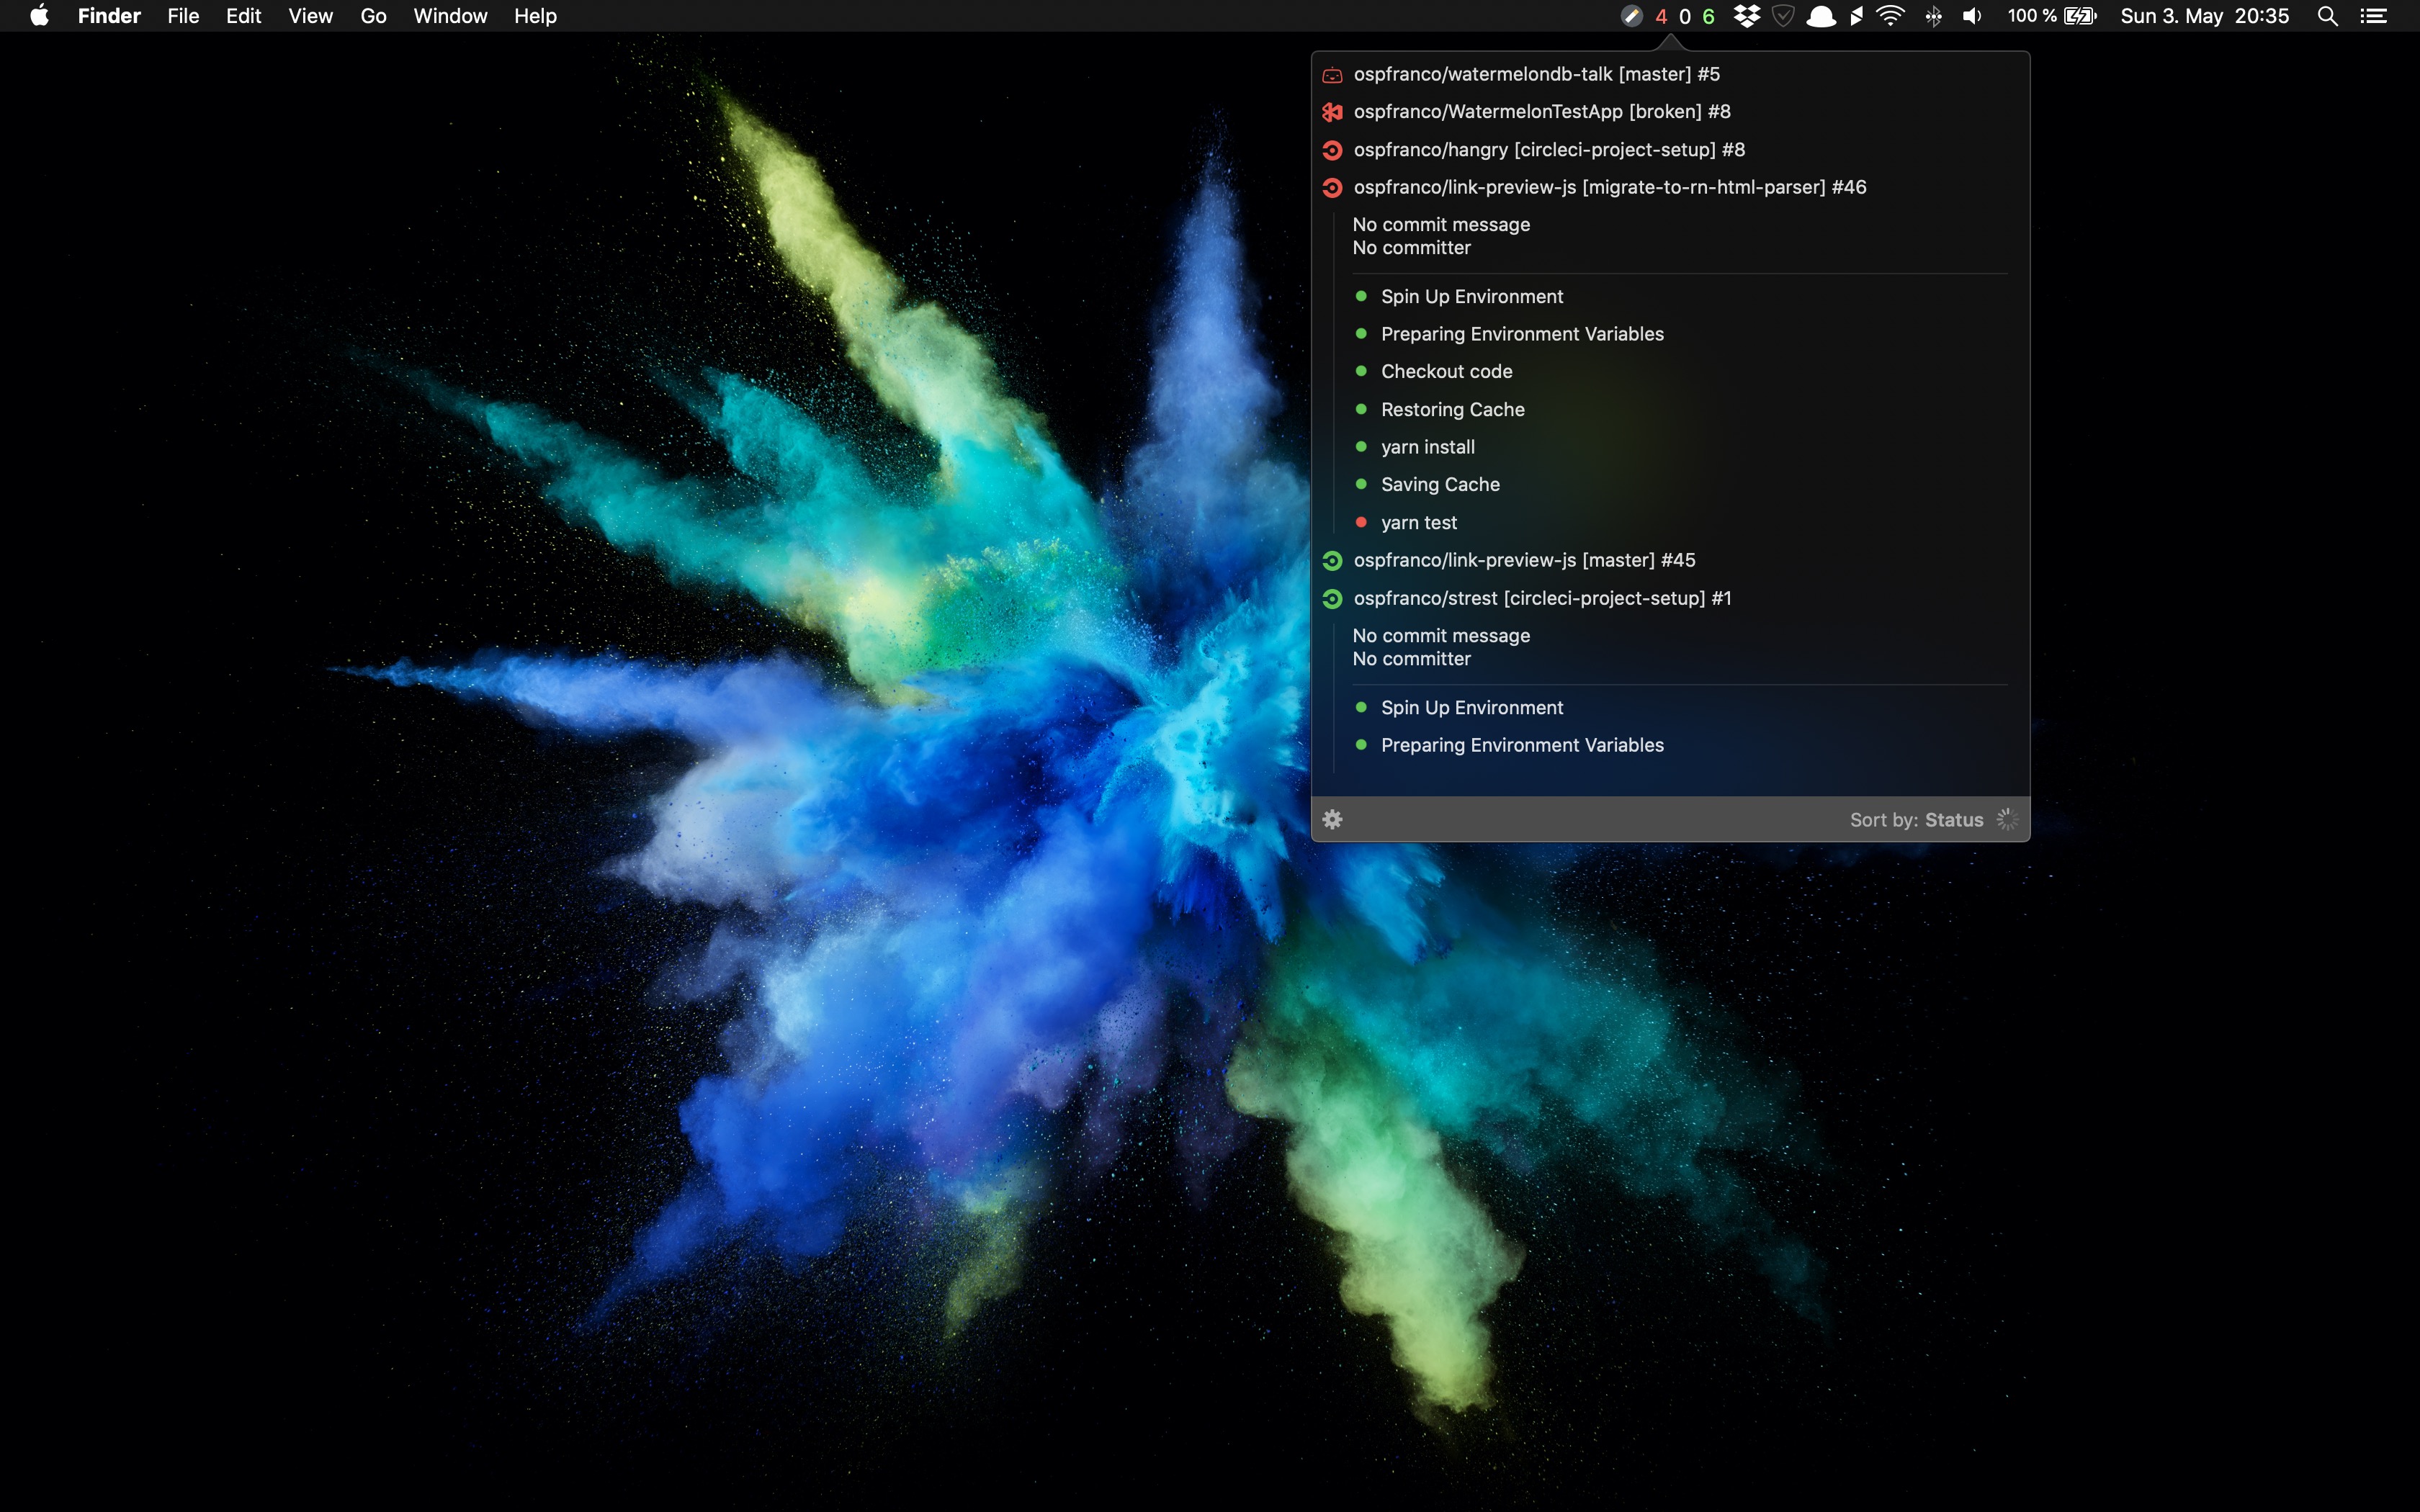 Finder File Edit View Go Window Help 4 0 6 100 % Sun 3. May 20:35
ospfranco/watermelondb-talk [master] #5
ospfranco/WatermelonTestApp [broken] #8
ospfranco/hangry [circleci-project-setup] #8
ospfranco/link-preview-js [migrate-to-rn-html-parser] #46
No commit message
No committer
Spin Up Environment
Preparing Environment Variables
Checkout code
Restoring Cache
yarn install
Saving Cache
yarn test
ospfranco/link-preview-js [master] #45
ospfranco/strest [circleci-project-setup] #1
No commit message
No committer
Spin Up Environment
Preparing Environment Variables
Sort by: Status